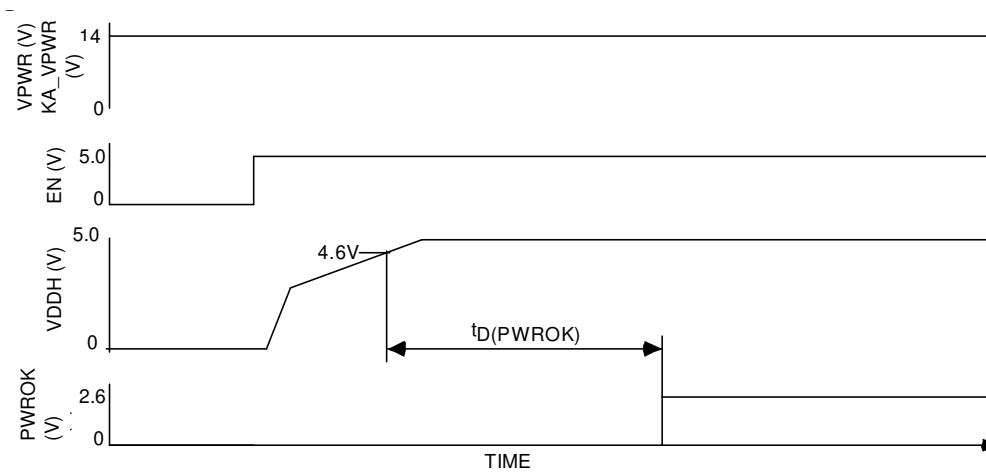 VPWR (V)
KA_VPWR
(V)
14
0
EN (V)
5.0
0
VDDH (V)
5.0
4.6V
0
tD(PWROK)
PWROK
(V)
2.6
0
TIME